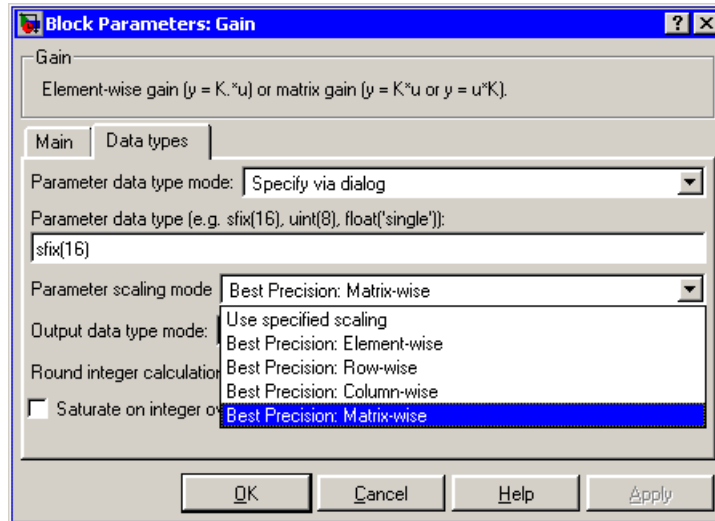 Block Parameters: Gain
Gain
Element-wise gain (y = K.*u) or matrix gain (y = K*u or y = u*K).
Main Data types
Parameter data type mode: Specify via dialog
Parameter data type (e.g. sfix(16), uint(8), float('single')):
sfix(16)
Parameter scaling mode Best Precision: Matrix-wise
Use specified scaling
Output data type mode:
Best Precision: Element-wise
Best Precision: Row-wise
Round integer calculation
Best Precision: Column-wise
Saturate on integer ov
Best Precision: Matrix-wise
OK Cancel Help Apply